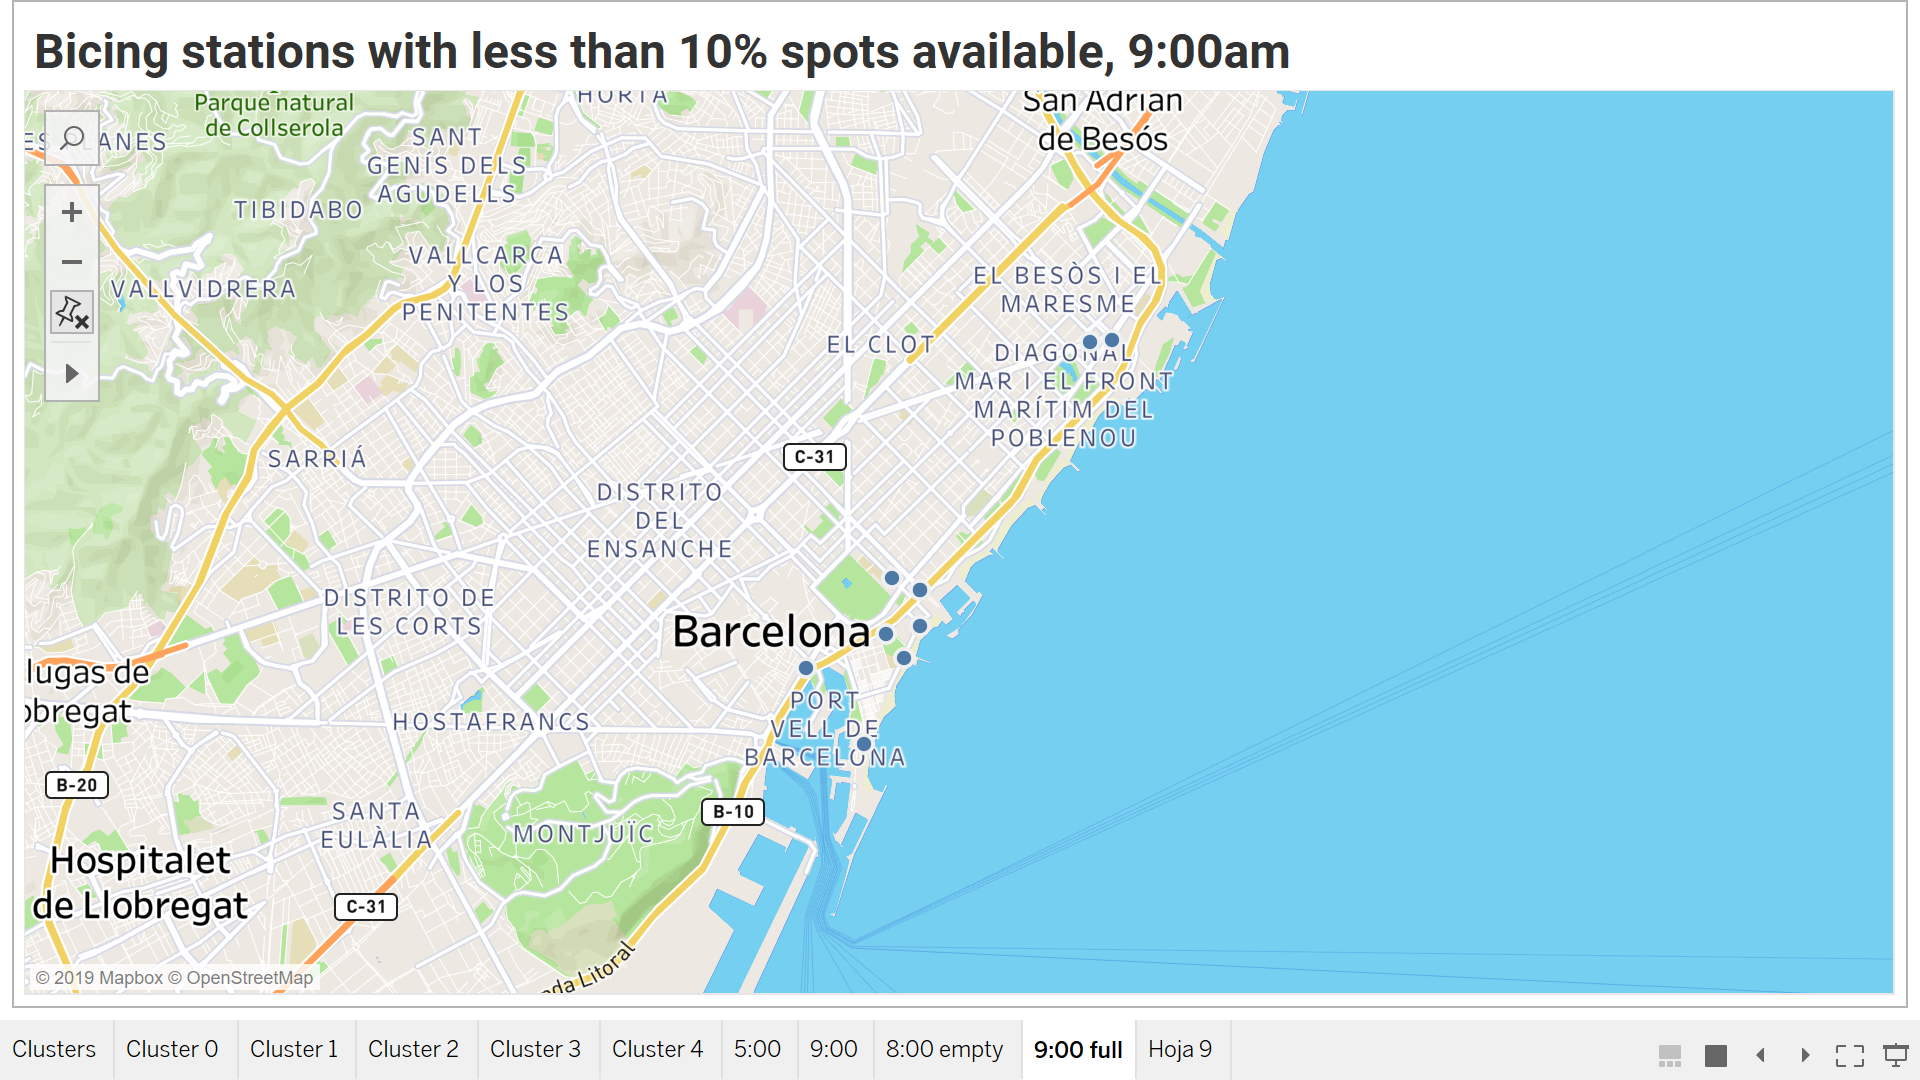 Bicing stations with less than 10% spots available, 9:00am
Parque natural
de Collserola
HORTA
San Adrián
de Besós
ES PLANES
SANT
GENÍS DELS
AGUDELLS
TIBIDABO
VALLCARCA
Y LOS
PENITENTES
VALLVIDRERA
EL BESÒS I EL
MARESME
EL CLOT
DIAGONAL
MAR I EL FRONT
MARÍTIM DEL
POBLENOU
SARRIÁ
C-31
DISTRITO
DEL
ENSANCHE
DISTRITO DE
LES CORTS
Barcelona
lugas de
obregat
PORT
VELL DE
BARCELONA
HOSTAFRANCS
B-20
SANTA
EULÀLIA
MONTJUÏC
B-10
Hospitalet
de Llobregat
C-31
nda Litoral
© 2019 Mapbox © OpenStreetMap
Clusters
Cluster 0
Cluster 1
Cluster 2
Cluster 3
Cluster 4
5:00
9:00
8:00 empty
9:00 full
Hoja 9